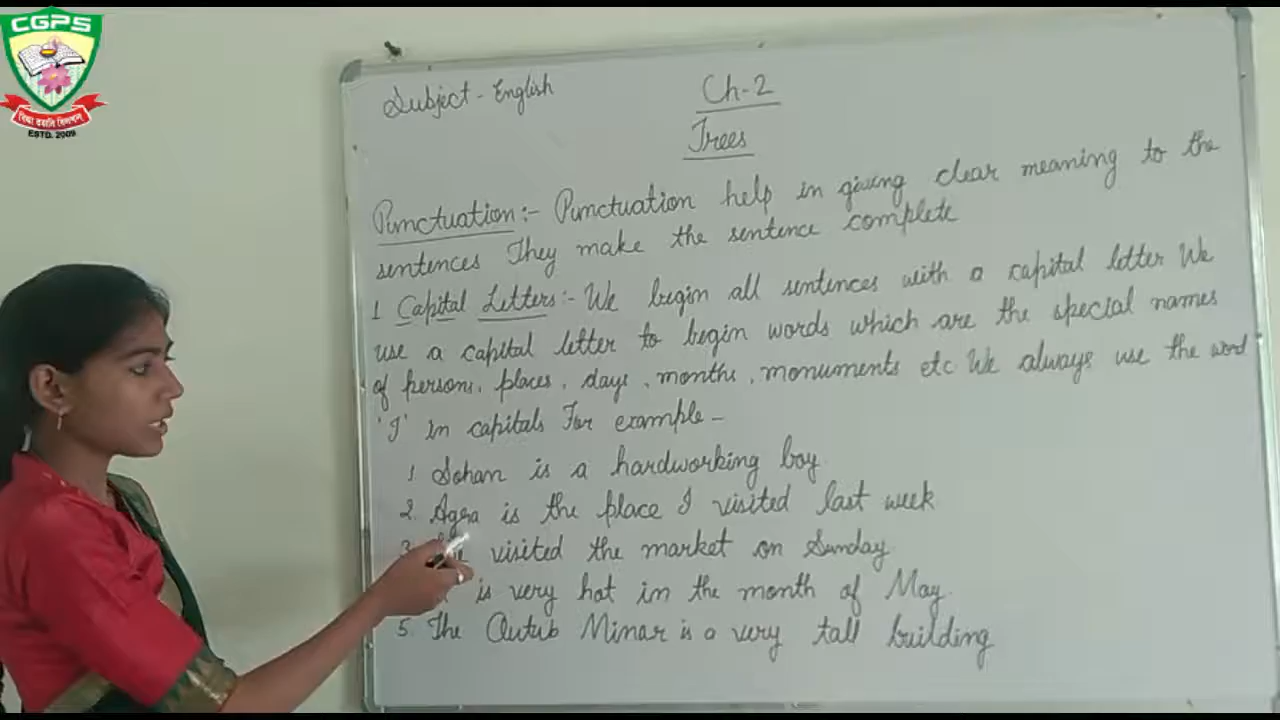 CGPS
ESTD. 2009
Subject - English
Ch-2
Trees
Punctuation :- Punctuation help in giving clear meaning to the
sentences They make the sentence complete
1 Capital Letters :- We begin all sentences with a capital letter We
use a capital letter to begin words which are the special names
of persons, places, days, months, monuments etc We always use the word
'I' in capitals For example -
1. Sohan is a hardworking boy
2. Agra is the place I visited last week
3. visited the market on Sunday
is very hot in the month of May.
5. The Qutub Minar is a very tall building